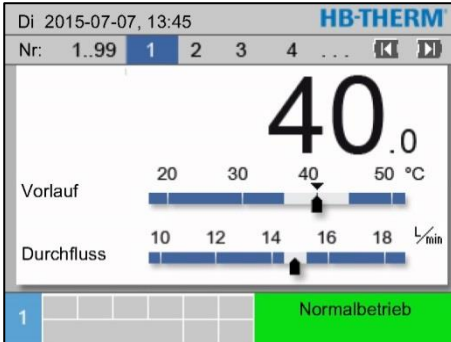 Di 2015-07-07, 13:45 HB-THERM
Nr: 1..99 1 2 3 4 ...
40.0
20 30 40 50 °C
Vorlauf
10 12 14 16 18 L/min
Durchfluss
1 Normalbetrieb